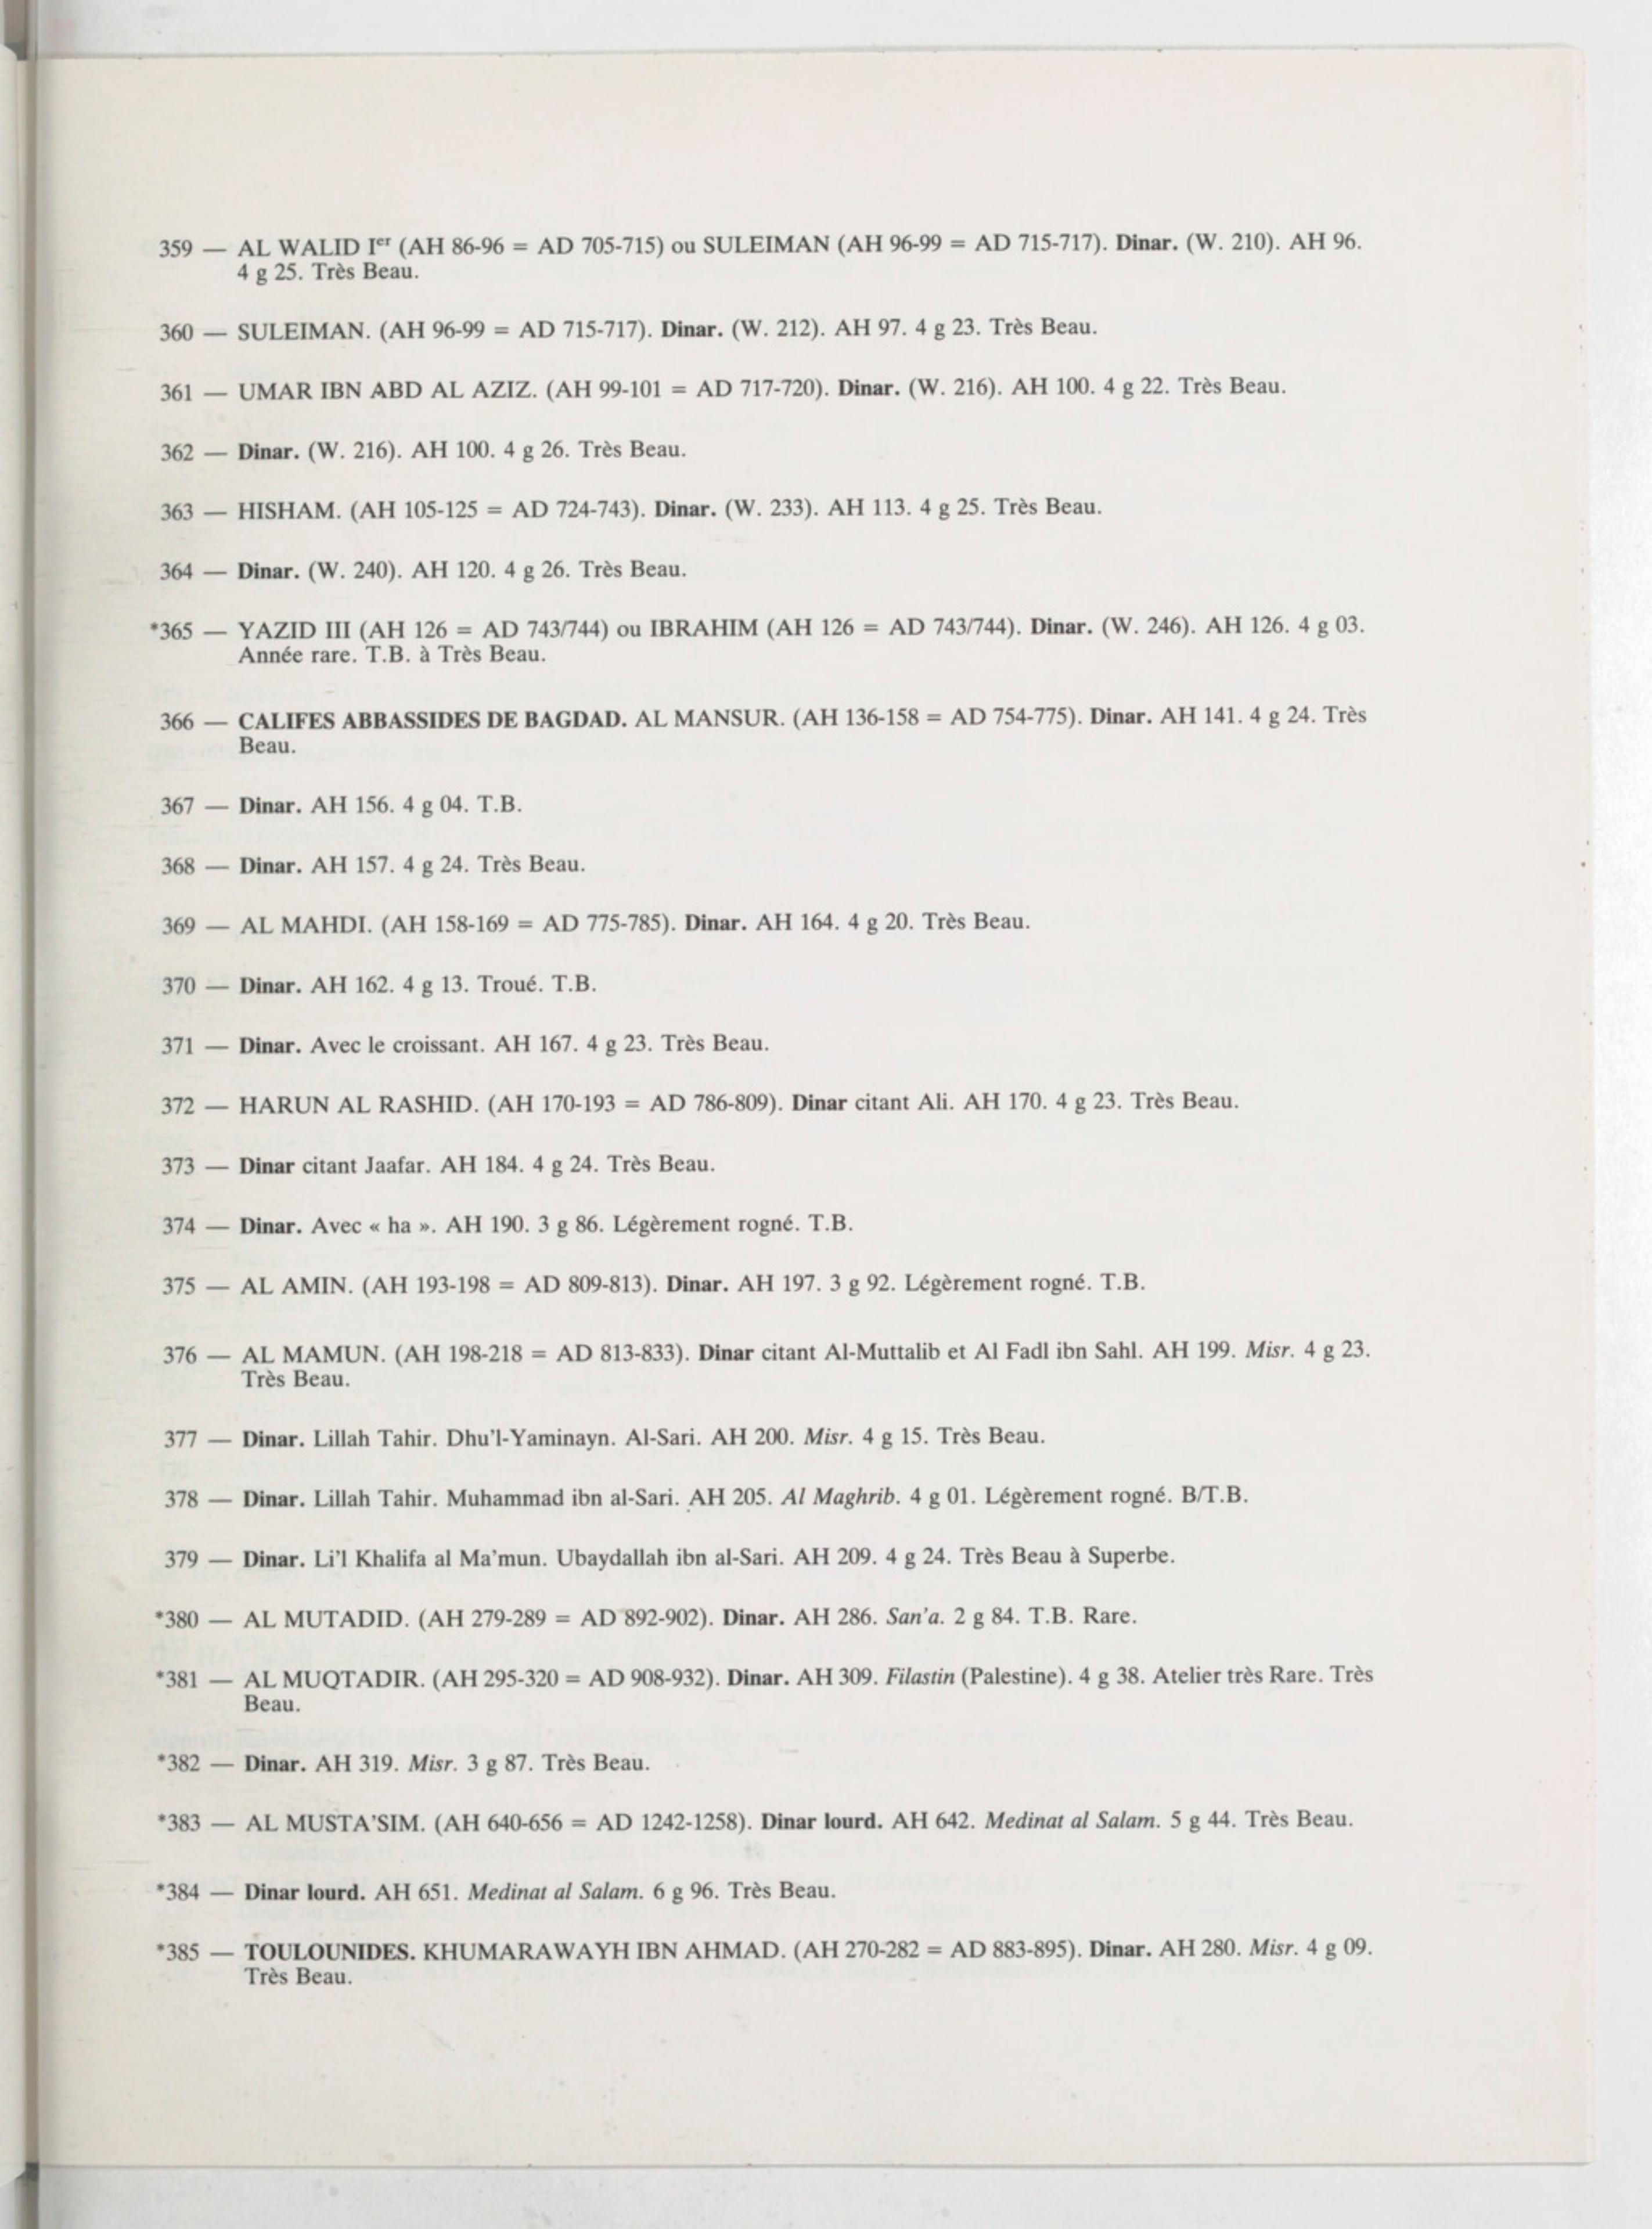 359 — AL WALID Ier (AH 86-96 = AD 705-715) ou SULEIMAN (AH 96-99 = AD 715-717). Dinar. (W. 210). AH 96.
4 g 25. Très Beau.
360 — SULEIMAN. (AH 96-99 = AD 715-717). Dinar. (W. 212). AH 97. 4 g 23. Très Beau.
361 — UMAR IBN ABD AL AZIZ. (AH 99-101 = AD 717-720). Dinar. (W. 216). AH 100. 4 g 22. Très Beau.
362 — Dinar. (W. 216). AH 100. 4 g 26. Très Beau.
363 — HISHAM. (AH 105-125 = AD 724-743). Dinar. (W. 233). AH 113. 4 g 25. Très Beau.
364 — Dinar. (W. 240). AH 120. 4 g 26. Très Beau.
*365 — YAZID III (AH 126 = AD 743/744) ou IBRAHIM (AH 126 = AD 743/744). Dinar. (W. 246). AH 126. 4 g 03.
Année rare. T.B. à Très Beau.
366 — CALIFES ABBASSIDES DE BAGDAD. AL MANSUR. (AH 136-158 = AD 754-775). Dinar. AH 141. 4 g 24. Très
Beau.
367 — Dinar. AH 156. 4 g 04. T.B.
368 — Dinar. AH 157. 4 g 24. Très Beau.
369 — AL MAHDI. (AH 158-169 = AD 775-785). Dinar. AH 164. 4 g 20. Très Beau.
370 — Dinar. AH 162. 4 g 13. Troué. T.B.
371 — Dinar. Avec le croissant. AH 167. 4 g 23. Très Beau.
372 — HARUN AL RASHID. (AH 170-193 = AD 786-809). Dinar citant Ali. AH 170. 4 g 23. Très Beau.
373 — Dinar citant Jaafar. AH 184. 4 g 24. Très Beau.
374 — Dinar. Avec « ha ». AH 190. 3 g 86. Légèrement rogné. T.B.
375 — AL AMIN. (AH 193-198 = AD 809-813). Dinar. AH 197. 3 g 92. Légèrement rogné. T.B.
376 — AL MAMUN. (AH 198-218 = AD 813-833). Dinar citant Al-Muttalib et Al Fadl ibn Sahl. AH 199. Misr. 4 g 23.
Très Beau.
377 — Dinar. Lillah Tahir. Dhu'l-Yaminayn. Al-Sari. AH 200. Misr. 4 g 15. Très Beau.
378 — Dinar. Lillah Tahir. Muhammad ibn al-Sari. AH 205. Al Maghrib. 4 g 01. Légèrement rogné. B/T.B.
379 — Dinar. Li'l Khalifa al Ma'mun. Ubaydallah ibn al-Sari. AH 209. 4 g 24. Très Beau à Superbe.
*380 — AL MUTADID. (AH 279-289 = AD 892-902). Dinar. AH 286. San'a. 2 g 84. T.B. Rare.
*381 — AL MUQTADIR. (AH 295-320 = AD 908-932). Dinar. AH 309. Filastin (Palestine). 4 g 38. Atelier très Rare. Très
Beau.
*382 — Dinar. AH 319. Misr. 3 g 87. Très Beau.
*383 — AL MUSTA'SIM. (AH 640-656 = AD 1242-1258). Dinar lourd. AH 642. Medinat al Salam. 5 g 44. Très Beau.
*384 — Dinar lourd. AH 651. Medinat al Salam. 6 g 96. Très Beau.
*385 — TOULOUNIDES. KHUMARAWAYH IBN AHMAD. (AH 270-282 = AD 883-895). Dinar. AH 280. Misr. 4 g 09.
Très Beau.